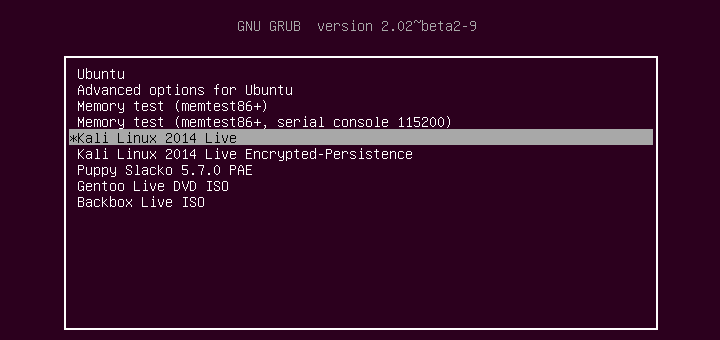 GNU GRUB  version 2.02~beta2-9
Ubuntu
Advanced options for Ubuntu
Memory test (memtest86+)
Memory test (memtest86+, serial console 115200)
*Kali Linux 2014 Live
Kali Linux 2014 Live Encrypted-Persistence
Puppy Slacko 5.7.0 PAE
Gentoo Live DVD ISO
Backbox Live ISO